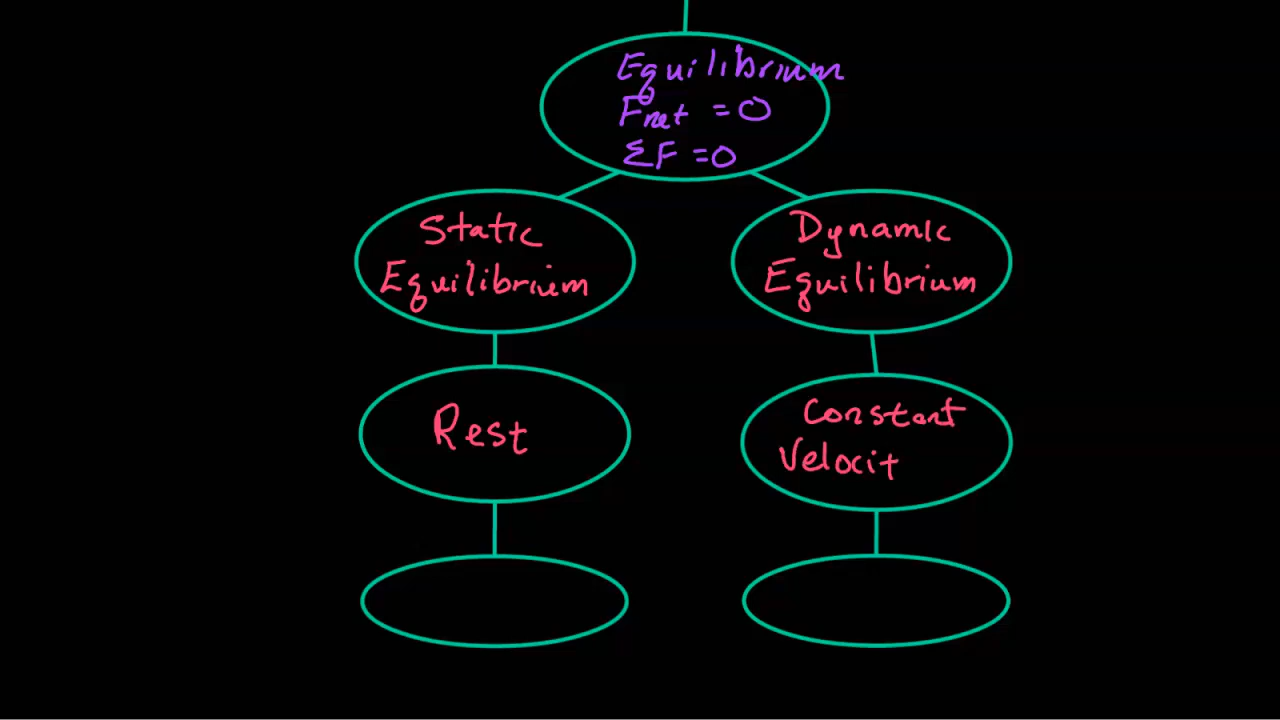 Equilibrium
Fnet = 0
ΣF = 0
Static
Equilibrium
Dynamic
Equilibrium
Rest
Constant
Velocit